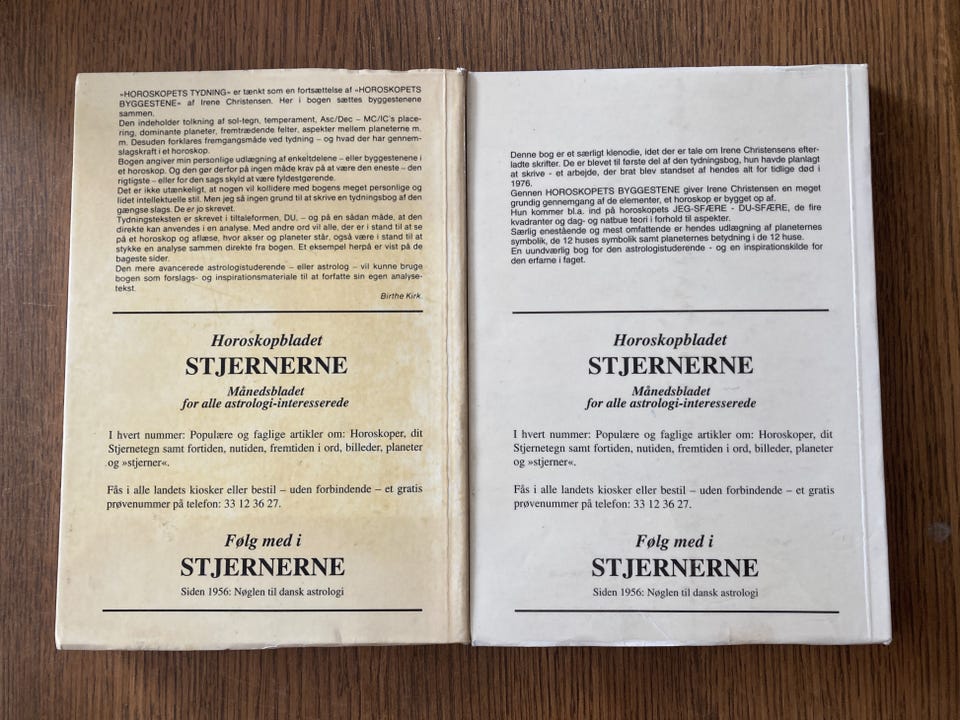 »HOROSKOPETS TYDNING« er tænkt som en fortsættelse af »HOROSKOPETS
BYGGESTENE« af Irene Christensen. Her i bogen sættes byggestenene
sammen.
Den indeholder tolkning af sol-tegn, temperament, Asc/Dec – MC/IC's place-
ring, dominante planeter, fremtrædende felter, aspekter mellem planeterne m.
m. Desuden forklares fremgangsmåde ved tydning – og hvad der har gennem-
slagskraft i et horoskop.
Bogen angiver min personlige udlægning af enkeltdelene – eller byggestenene i
et horoskop. Og den gør derfor på ingen måde krav på at være den eneste – den
rigtigste – eller for den sags skyld at være fyldestgørende.
Det er ikke utænkeligt, at nogen vil kollidere med bogens meget personlige og
lidet intellektuelle stil. Men jeg så ingen grund til at skrive en tydningsbog af den
gængse slags. De er jo skrevet.
Tydningsteksten er skrevet i tiltaleformen, DU, – og på en sådan måde, at den
direkte kan anvendes i en analyse. Med andre ord vil alle, der er i stand til at se
på et horoskop og aflæse, hvor akser og planeter står, også være i stand til at
stykke en analyse sammen direkte fra bogen. Et eksempel herpå er vist på de
bageste sider.
Den mere avancerede astrologistuderende – eller astrolog – vil kunne bruge
bogen som forslags- og inspirationsmateriale til at forfatte sin egen analyse-
tekst.
Birthe Kirk.
Horoskopbladet
STJERNERNE
Månedsbladet
for alle astrologi-interesserede
I hvert nummer: Populære og faglige artikler om: Horoskoper, dit
Stjernetegn samt fortiden, nutiden, fremtiden i ord, billeder, planeter
og »stjerner«.
Fås i alle landets kiosker eller bestil – uden forbindende – et gratis
prøvenummer på telefon: 33 12 36 27.
Følg med i
STJERNERNE
Siden 1956: Nøglen til dansk astrologi
Denne bog er et særligt klenodie, idet der er tale om Irene Christensens efter-
ladte skrifter. De er blevet til første del af den tydningsbog, hun havde planlagt
at skrive - et arbejde, der brat blev standset af hendes alt for tidlige død i
1976.
Gennen HOROSKOPETS BYGGESTENE giver Irene Christensen en meget
grundig gennemgang af de elementer, et horoskop er bygget op af.
Hun kommer bl.a. ind på horoskopets JEG-SFÆRE - DU-SFÆRE, de fire
kvadranter og dag- og natbue teori i forhold til aspekter.
Særlig enestående og mest omfattende er hendes udlægning af planeternes
symbolik, de 12 huses symbolik samt planeternes betydning i de 12 huse.
En uundværlig bog for den astrologistuderende - og en inspirationskilde for
den erfarne i faget.
Horoskopbladet
STJERNERNE
Månedsbladet
for alle astrologi-interesserede
I hvert nummer: Populære og faglige artikler om: Horoskoper, dit
Stjernetegn samt fortiden, nutiden, fremtiden i ord, billeder, planeter
og »stjerner«.
Fås i alle landets kiosker eller bestil – uden forbindende – et gratis
prøvenummer på telefon: 33 12 36 27.
Følg med i
STJERNERNE
Siden 1956: Nøglen til dansk astrologi